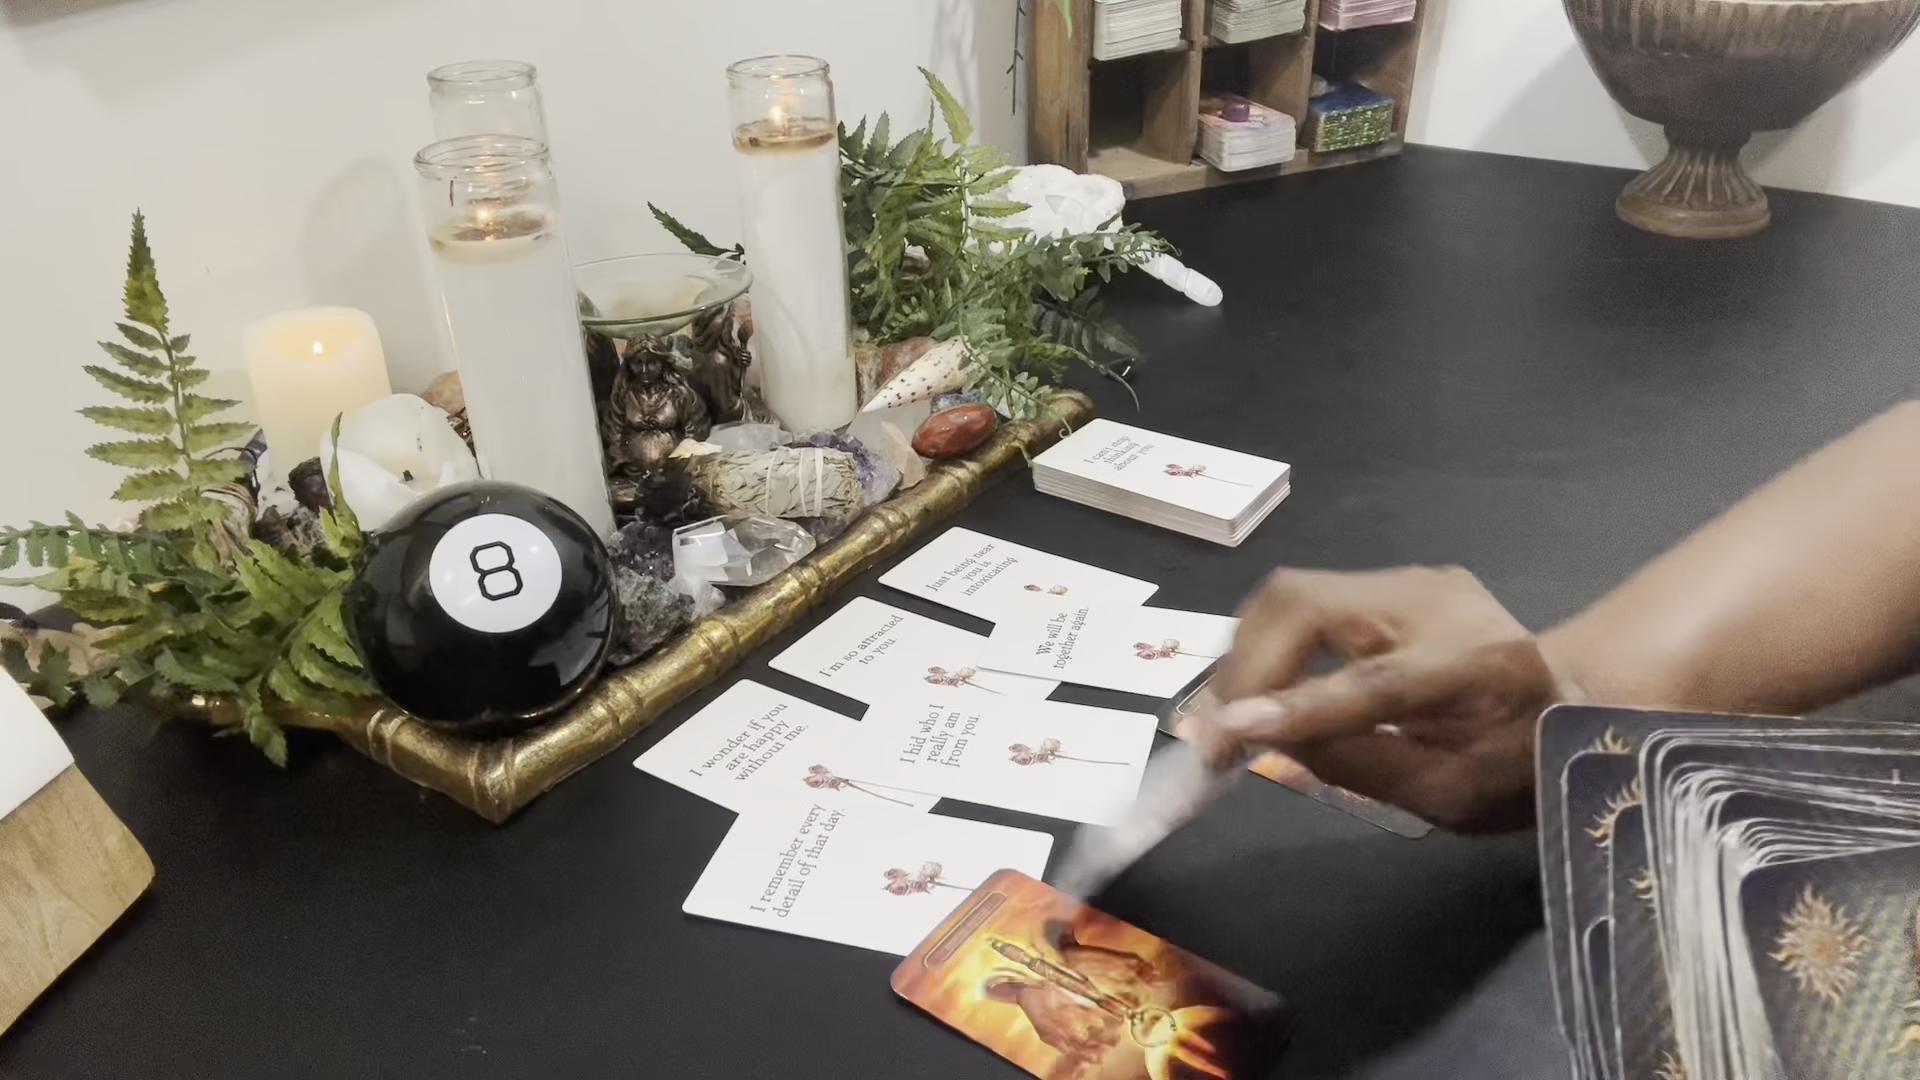 I can't stop
thinking
about you.
Just being near
you is
intoxicating
We will be
together again.
I'm so attracted
to you.
I hid who I
really am
from you.
I wonder if you
are happy
without me.
I remember every
detail of that day.
8